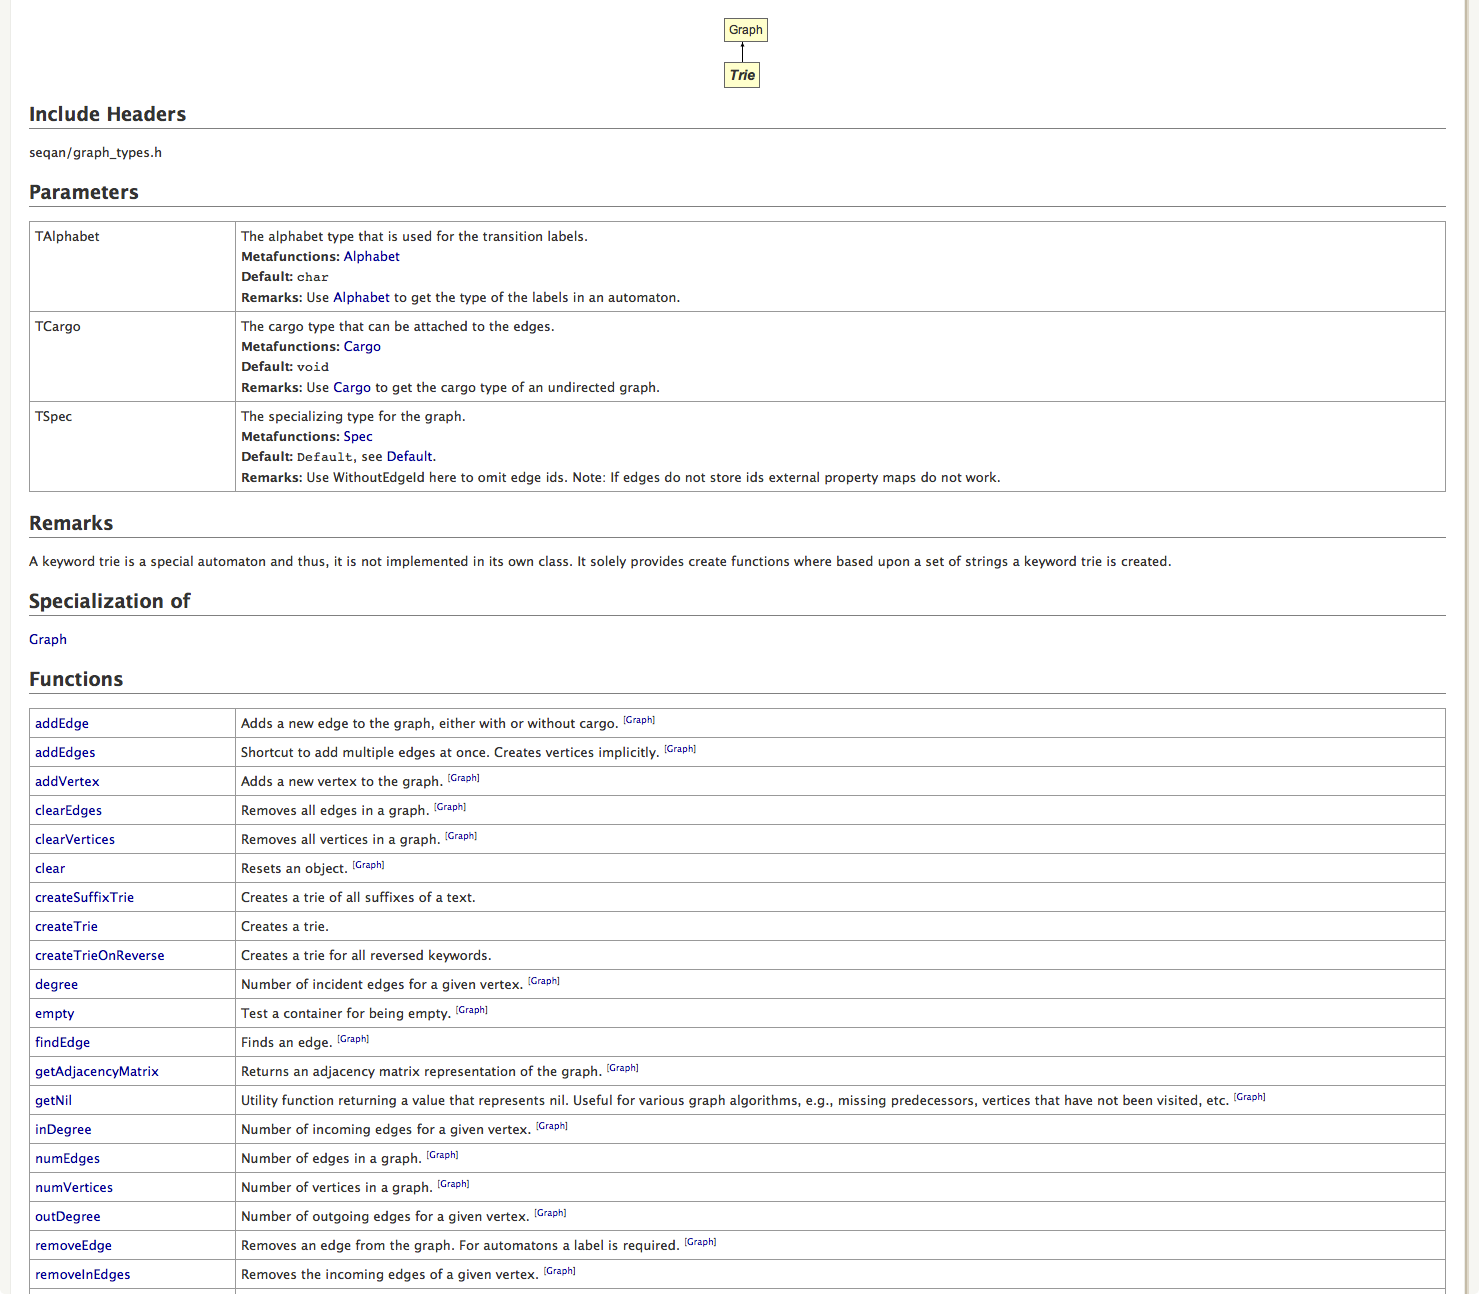 Graph
Trie
Include Headers
seqan/graph_types.h
Parameters
TAlphabet
The alphabet type that is used for the transition labels.
Metafunctions: Alphabet
Default: char
Remarks: Use Alphabet to get the type of the labels in an automaton.
TCargo
The cargo type that can be attached to the edges.
Metafunctions: Cargo
Default: void
Remarks: Use Cargo to get the cargo type of an undirected graph.
TSpec
The specializing type for the graph.
Metafunctions: Spec
Default: Default, see Default.
Remarks: Use WithoutEdgeId here to omit edge ids. Note: If edges do not store ids external property maps do not work.
Remarks
A keyword trie is a special automaton and thus, it is not implemented in its own class. It solely provides create functions where based upon a set of strings a keyword trie is created.
Specialization of
Graph
Functions
addEdge Adds a new edge to the graph, either with or without cargo. [Graph]
addEdges Shortcut to add multiple edges at once. Creates vertices implicitly. [Graph]
addVertex Adds a new vertex to the graph. [Graph]
clearEdges Removes all edges in a graph. [Graph]
clearVertices Removes all vertices in a graph. [Graph]
clear Resets an object. [Graph]
createSuffixTrie Creates a trie of all suffixes of a text.
createTrie Creates a trie.
createTrieOnReverse Creates a trie for all reversed keywords.
degree Number of incident edges for a given vertex. [Graph]
empty Test a container for being empty. [Graph]
findEdge Finds an edge. [Graph]
getAdjacencyMatrix Returns an adjacency matrix representation of the graph. [Graph]
getNil Utility function returning a value that represents nil. Useful for various graph algorithms, e.g., missing predecessors, vertices that have not been visited, etc. [Graph]
inDegree Number of incoming edges for a given vertex. [Graph]
numEdges Number of edges in a graph. [Graph]
numVertices Number of vertices in a graph. [Graph]
outDegree Number of outgoing edges for a given vertex. [Graph]
removeEdge Removes an edge from the graph. For automatons a label is required. [Graph]
removeInEdges Removes the incoming edges of a given vertex. [Graph]